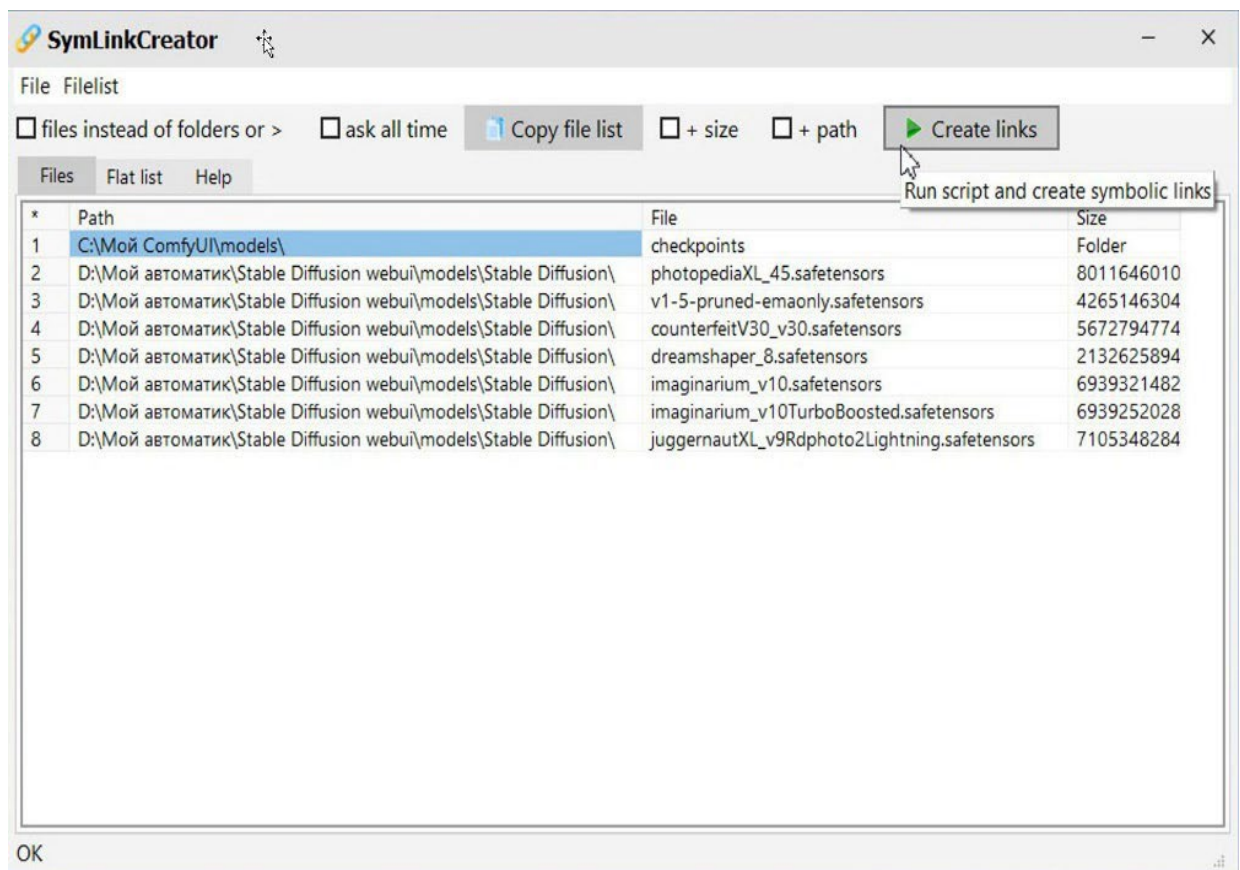 SymLinkCreator
File Filelist
files instead of folders or > ask all time Copy file list + size + path Create links
Files Flat list Help
Run script and create symbolic links
* Path File Size
1 C:\Мой ComfyUI\models\ checkpoints Folder
2 D:\Мой автоматик\Stable Diffusion webui\models\Stable Diffusion\ photopediaXL_45.safetensors 8011646010
3 D:\Мой автоматик\Stable Diffusion webui\models\Stable Diffusion\ v1-5-pruned-emaonly.safetensors 4265146304
4 D:\Мой автоматик\Stable Diffusion webui\models\Stable Diffusion\ counterfeitV30_v30.safetensors 5672794774
5 D:\Мой автоматик\Stable Diffusion webui\models\Stable Diffusion\ dreamshaper_8.safetensors 2132625894
6 D:\Мой автоматик\Stable Diffusion webui\models\Stable Diffusion\ imaginarium_v10.safetensors 6939321482
7 D:\Мой автоматик\Stable Diffusion webui\models\Stable Diffusion\ imaginarium_v10TurboBoosted.safetensors 6939252028
8 D:\Мой автоматик\Stable Diffusion webui\models\Stable Diffusion\ juggernautXL_v9Rdphoto2Lightning.safetensors 7105348284
OK